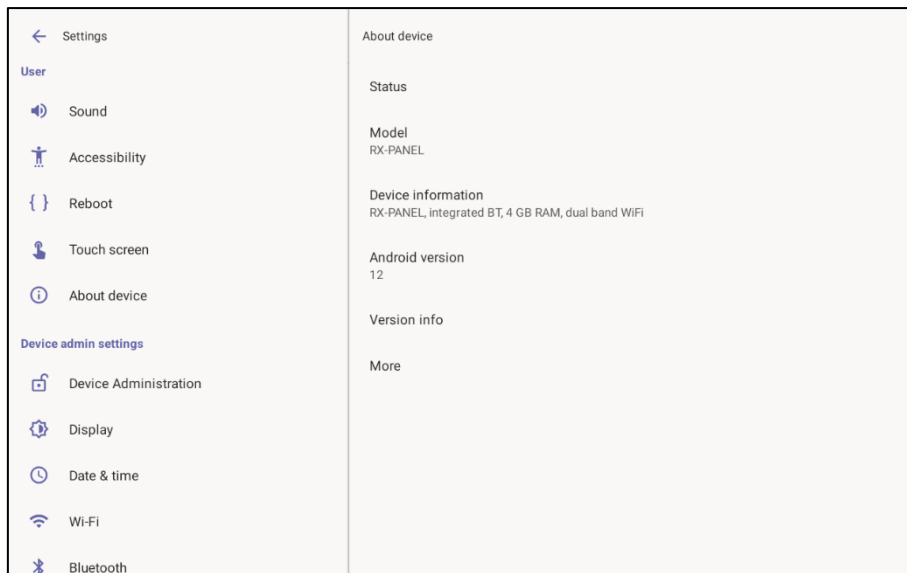 Settings
User
Sound
Accessibility
Reboot
Touch screen
About device
Device admin settings
Device Administration
Display
Date & time
Wi-Fi
Bluetooth
About device
Status
Model
RX-PANEL
Device information
RX-PANEL, integrated BT, 4 GB RAM, dual band WiFi
Android version
12
Version info
More